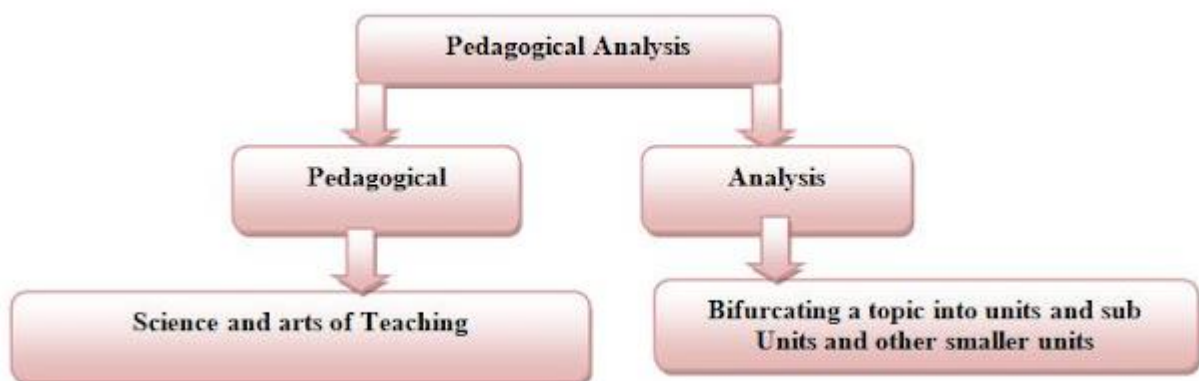 Pedagogical Analysis
Pedagogical
Analysis
Science and arts of Teaching
Bifurcating a topic into units and sub
Units and other smaller units